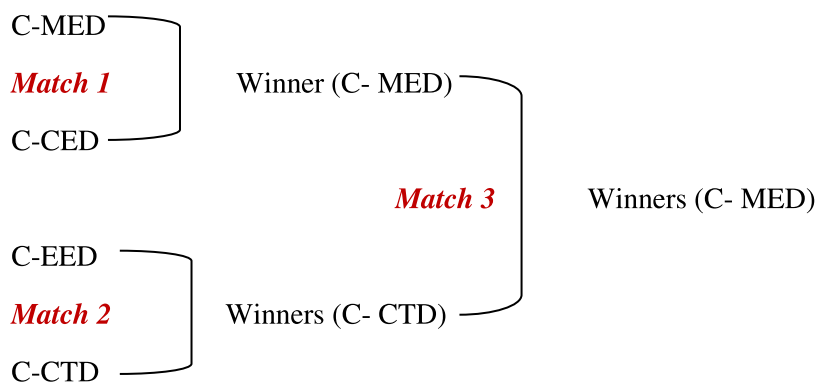 C-MED
Match 1 Winner (C- MED)
C-CED
Match 3 Winners (C- MED)
C-EED
Match 2 Winners (C- CTD)
C-CTD